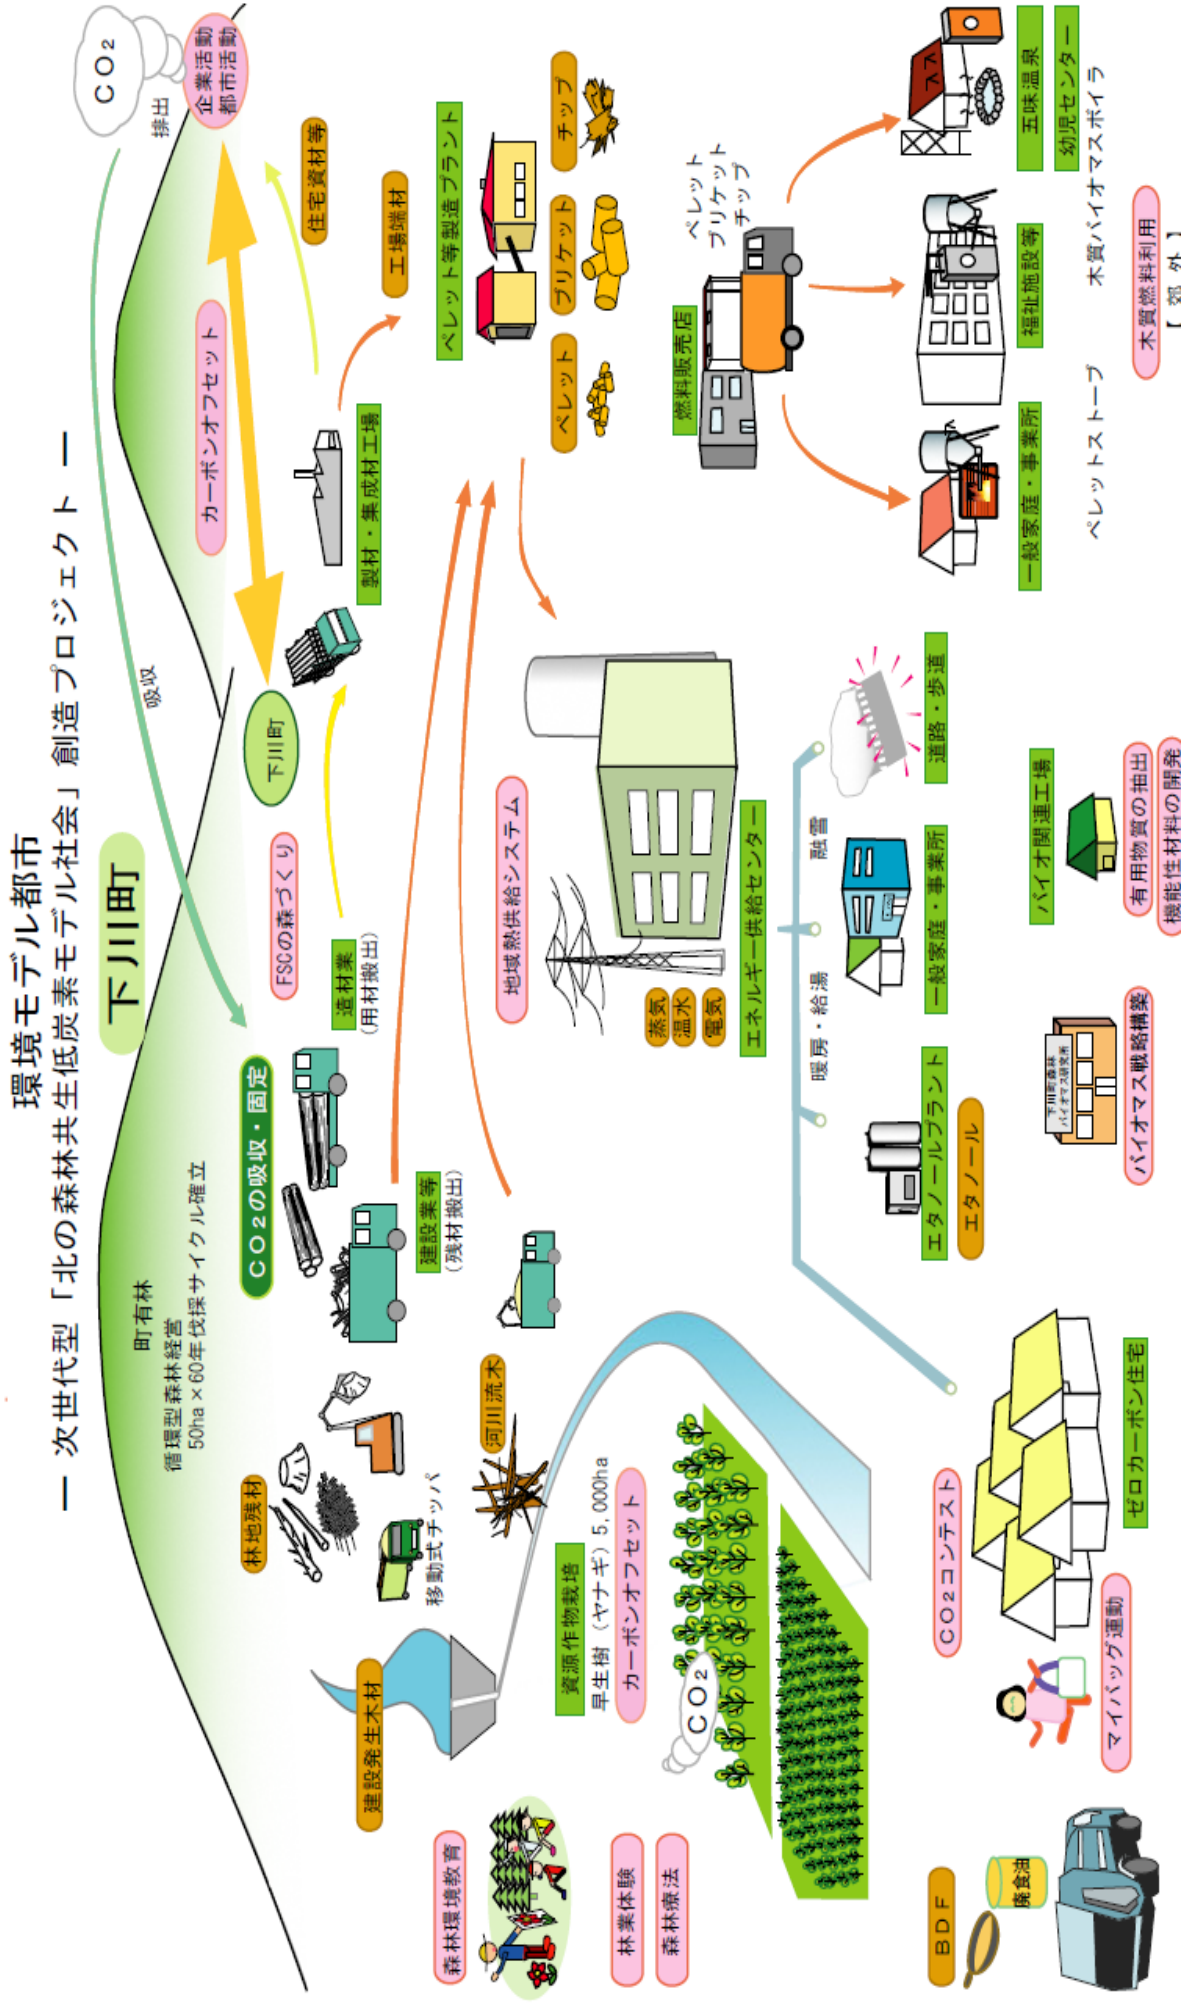 環境モデル都市
― 次世代型「北の森林共生低炭素モデル社会」創造プロジェクト ―
下川町
町有林
循環型森林経営
50ha×60年伐採サイクル確立
吸収
CO2
排出
企業活動
都市活動
カーボンオフセット
下川町
住宅資材等
FSCの森づくり
CO2の吸収・固定
林地残材
造材業
(用材搬出)
製材・集成材工場
工場端材
建設発生木材
移動式チッパ
建設業等
(残材搬出)
ペレット等製造プラント
森林環境教育
河川流木
地域熱供給システム
ペレット
ブリケット
チップ
資源作物栽培
早生樹(ヤナギ)5,000ha
カーボンオフセット
林業体験
森林療法
CO2
蒸気
温水
電気
エネルギー供給センター
燃料販売店
ペレット
ブリケット
チップ
暖房・給湯
融雪
エタノールプラント
エタノール
一般家庭・事業所
道路・歩道
一般家庭・事業所
福祉施設等
五味温泉
幼児センター
ペレットストーブ
木質バイオマスボイラ
木質燃料利用
【 郊 外 】
BDF
廃食油
CO2コンテスト
マイバッグ運動
ゼロカーボン住宅
下川町森林
バイオマス研究所
バイオマス戦略構築
バイオ関連工場
有用物質の抽出
機能性材料の開発